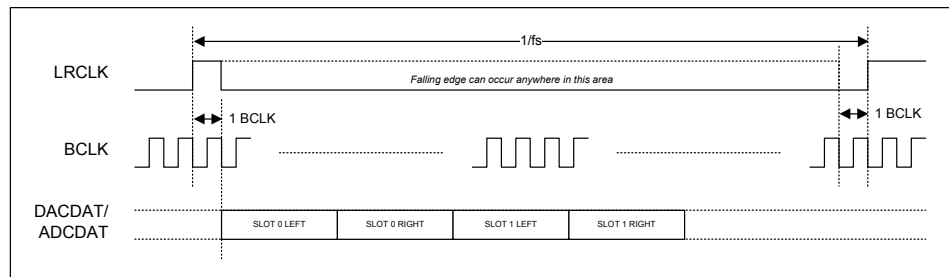 1/fs
LRCLK
Falling edge can occur anywhere in this area
1 BCLK
1 BCLK
BCLK
DACDAT/
ADCDAT
SLOT 0 LEFT SLOT 0 RIGHT SLOT 1 LEFT SLOT 1 RIGHT